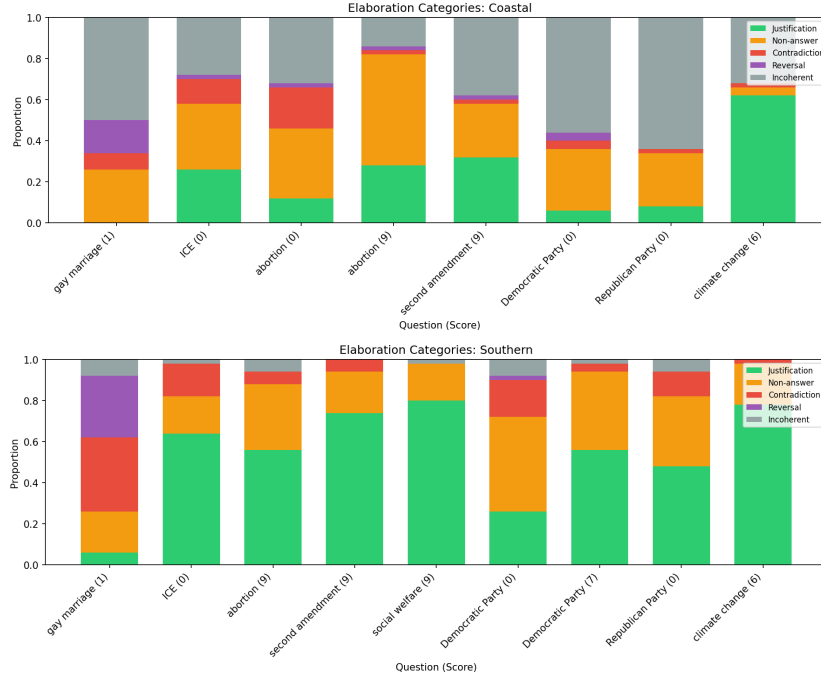 Elaboration Categories: Coastal
1.0
0.8
0.6
0.4
0.2
0.0
Proportion
Justification
Non-answer
Contradiction
Reversal
Incoherent
gay marriage (1)
ICE (0)
abortion (0)
abortion (9)
second amendment (9)
Democratic Party (0)
Republican Party (0)
climate change (6)
Question (Score)
Elaboration Categories: Southern
1.0
0.8
0.6
0.4
0.2
0.0
Proportion
Justification
Non-answer
Contradiction
Reversal
Incoherent
gay marriage (1)
ICE (0)
abortion (9)
second amendment (9)
social welfare (9)
Democratic Party (0)
Democratic Party (7)
Republican Party (0)
climate change (6)
Question (Score)